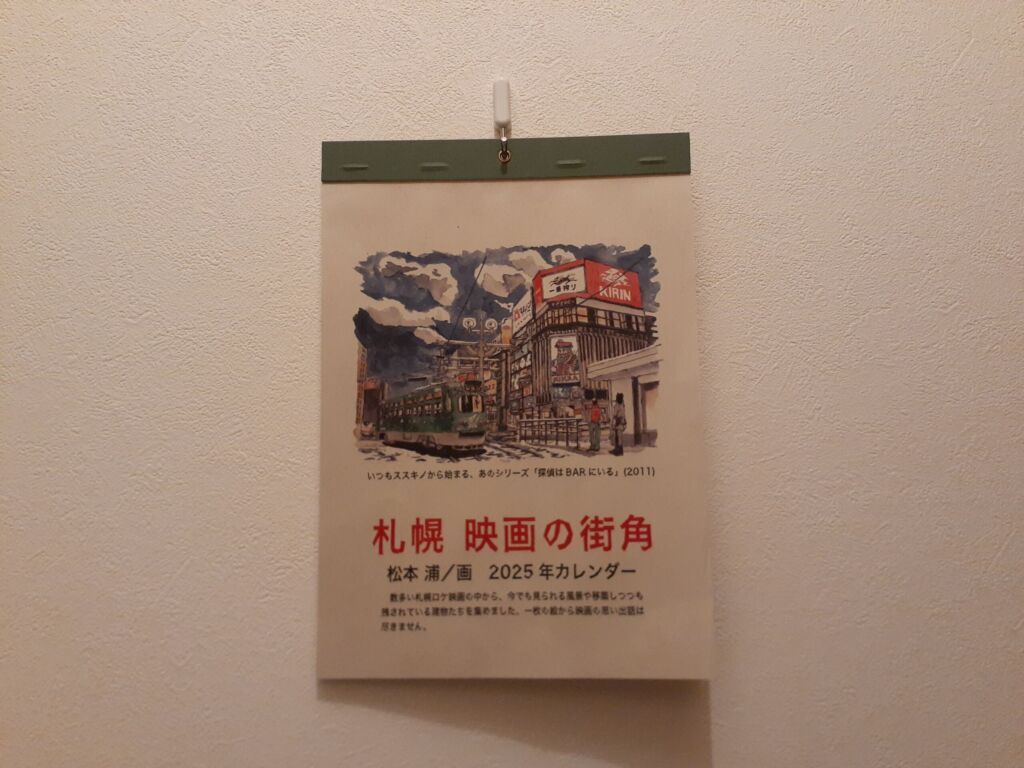 一番搾り
KIRIN
いつもススキノから始まる、あのシリーズ「探偵はBARにいる」(2011)
札幌 映画の街角
松本 浦／画 2025年カレンダー
数多い札幌ロケ映画の中から、今でも見られる風景や移築しつつも
残されている建物たちを集めました。一枚の絵から映画の思い出話は
尽きません。